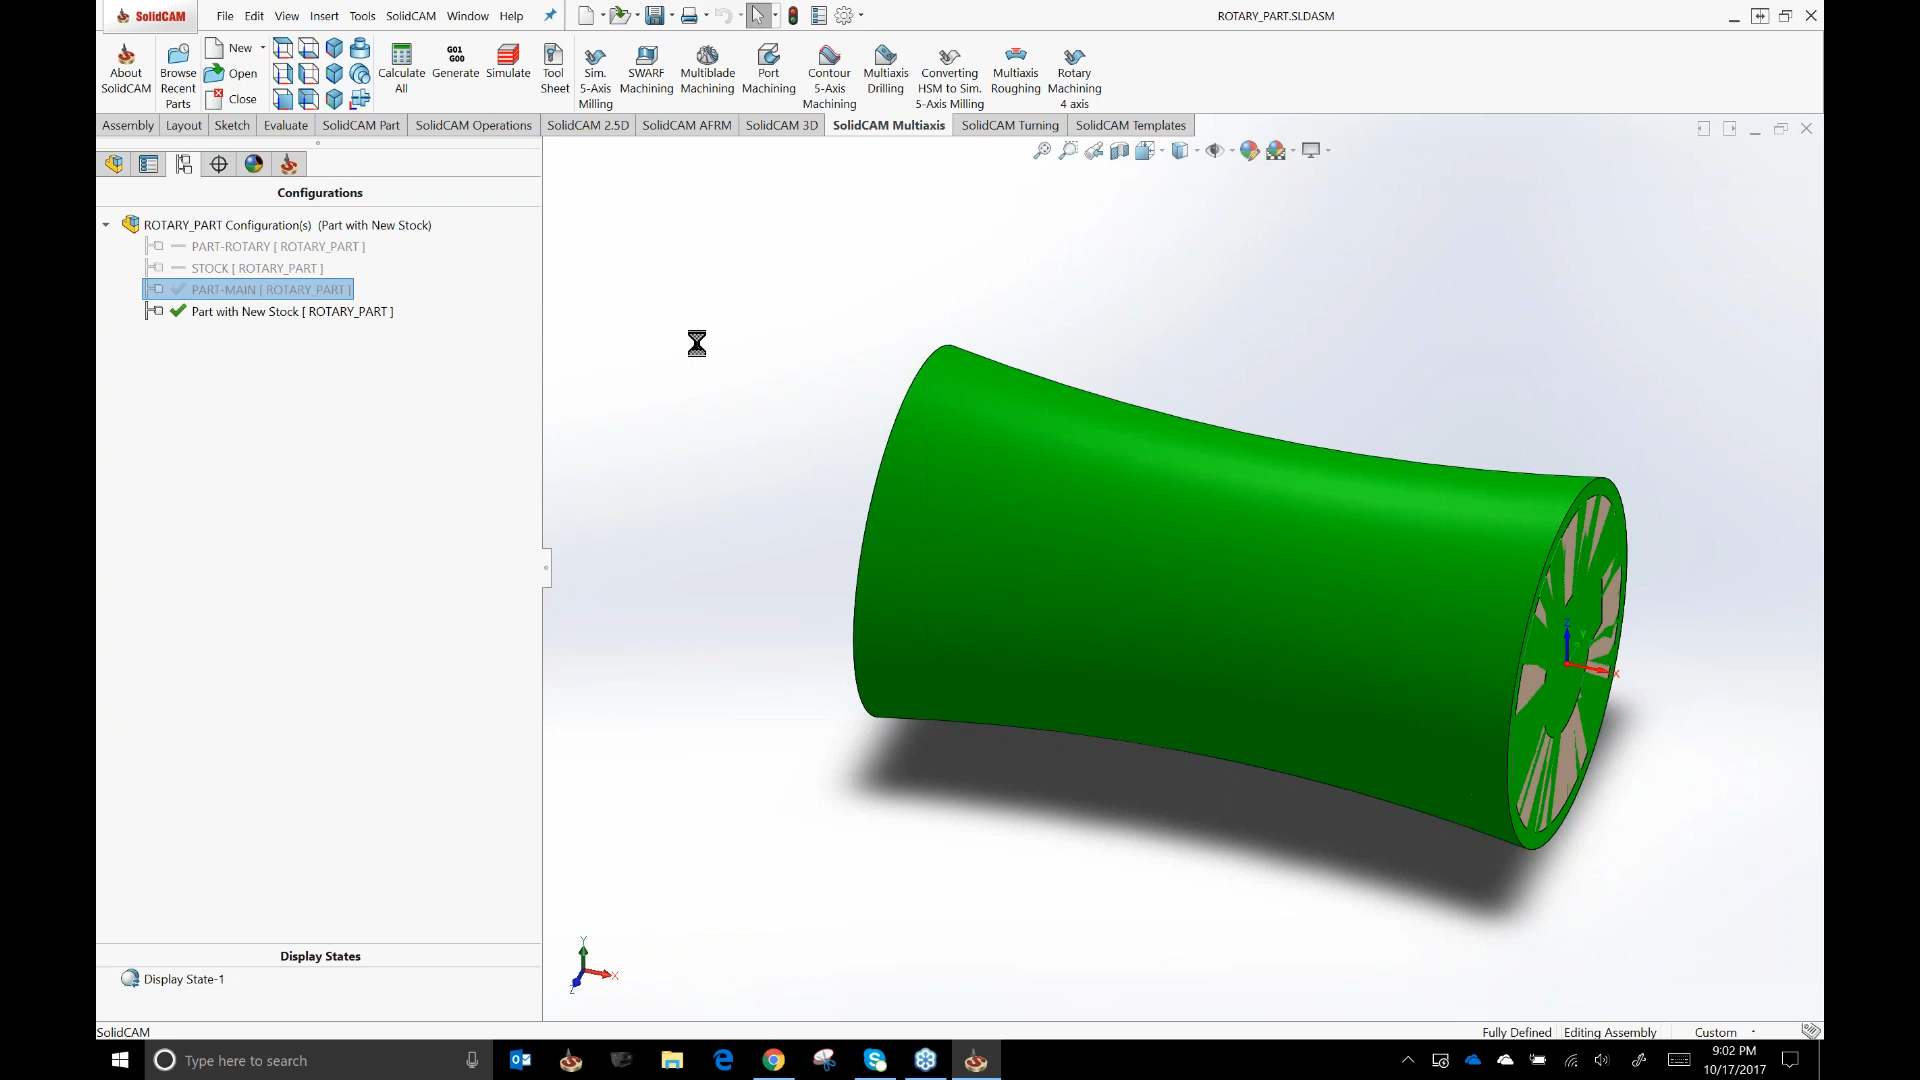 SolidCAM
File Edit View Insert Tools SolidCAM Window Help
ROTARY_PART.SLDASM
About SolidCAM
Browse Recent Parts
New
Open
Close
Calculate All
G01
G00
Generate
Simulate
Tool Sheet
Sim. 5-Axis Milling
SWARF Machining
Multiblade Machining
Port Machining
Contour 5-Axis Machining
Multiaxis Drilling
Converting HSM to Sim. 5-Axis Milling
Multiaxis Roughing
Rotary Machining 4 axis
Assembly Layout Sketch Evaluate SolidCAM Part SolidCAM Operations SolidCAM 2.5D SolidCAM AFRM SolidCAM 3D SolidCAM Multiaxis SolidCAM Turning SolidCAM Templates
Configurations
ROTARY_PART Configuration(s) (Part with New Stock)
PART-ROTARY [ ROTARY_PART ]
STOCK [ ROTARY_PART ]
PART-MAIN [ ROTARY_PART ]
Part with New Stock [ ROTARY_PART ]
Z
Y
X
Display States
Display State-1
Y
X
Z
SolidCAM
Fully Defined Editing Assembly Custom
Type here to search
9:02 PM
10/17/2017